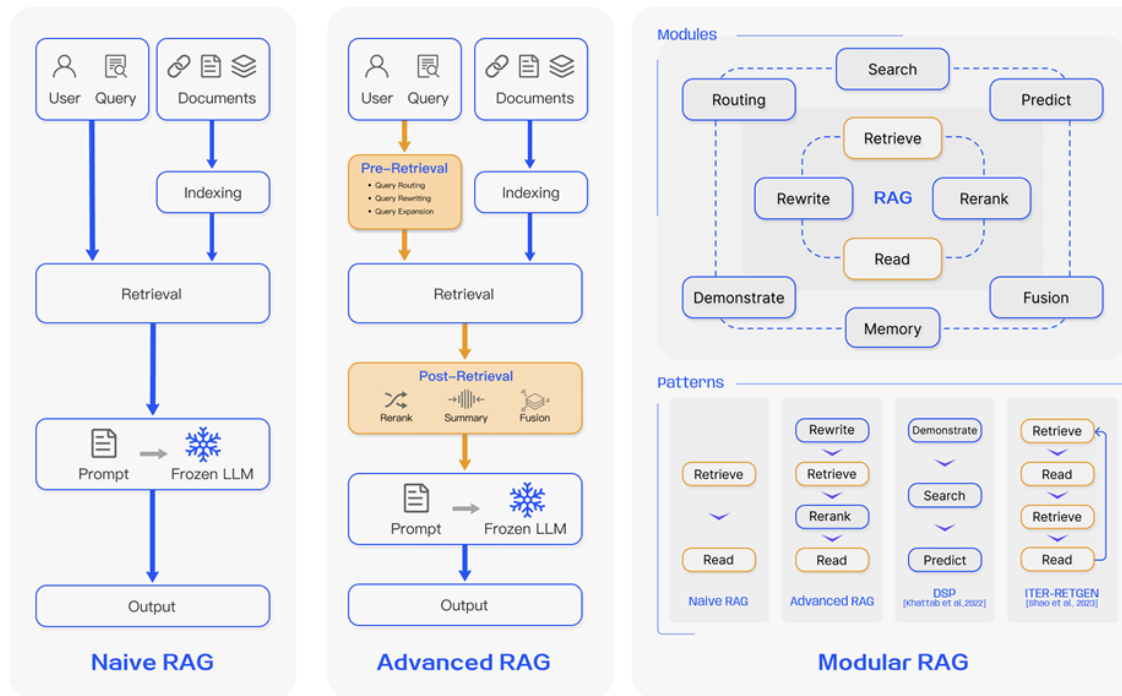 User Query
Documents
Indexing
Retrieval
Prompt
Frozen LLM
Output
Naive RAG
User Query
Documents
Pre-Retrieval
• Query Routing
• Query Rewriting
• Query Expansion
Indexing
Retrieval
Post-Retrieval
Rerank
Summary
Fusion
Prompt
Frozen LLM
Output
Advanced RAG
Modules
Search
Routing
Predict
Retrieve
Rewrite
RAG
Rerank
Read
Demonstrate
Fusion
Memory
Patterns
Retrieve
Read
Naive RAG
Rewrite
Retrieve
Rerank
Read
Advanced RAG
Demonstrate
Search
Predict
DSP
[Khattab et al.,2022]
Retrieve
Read
Retrieve
Read
ITER-RETGEN
[Shao et al., 2023]
Modular RAG